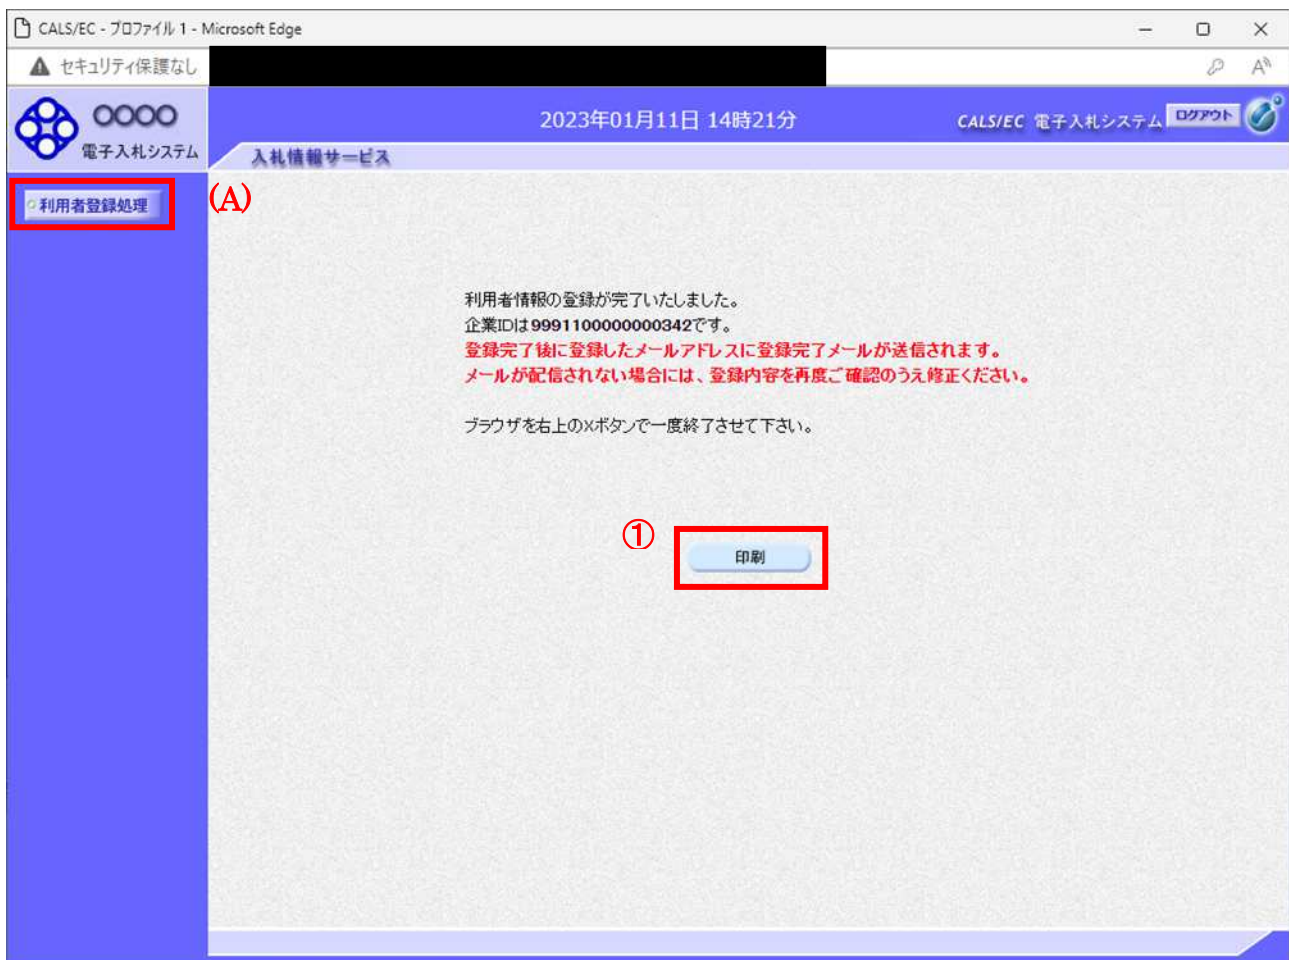 CALS/EC - プロファイル 1 - Microsoft Edge
セキュリティ保護なし
OOOO
電子入札システム
2023年01月11日 14時21分
CALS/EC 電子入札システム
ログアウト
入札情報サービス
利用者登録処理
(A)
利用者情報の登録が完了いたしました。
企業IDは9991100000000342です。
登録完了後に登録したメールアドレスに登録完了メールが送信されます。
メールが配信されない場合には、登録内容を再度ご確認のうえ修正ください。
ブラウザを右上の×ボタンで一度終了させて下さい。
①
印刷